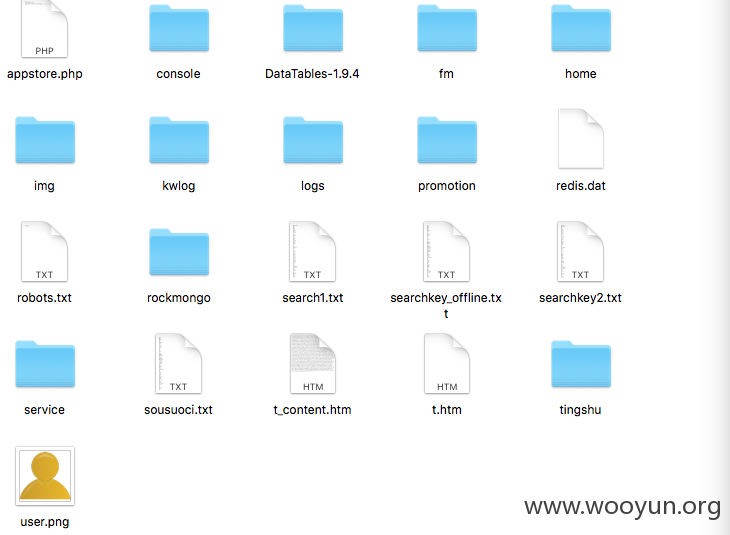 PHP
appstore.php
console
DataTables-1.9.4
fm
home
img
kwlog
logs
promotion
redis.dat
TXT
robots.txt
rockmongo
TXT
search1.txt
TXT
searchkey_offline.tx
t
TXT
searchkey2.txt
service
TXT
sousuoci.txt
HTM
t_content.htm
HTM
t.htm
tingshu
user.png
www.wooyun.org